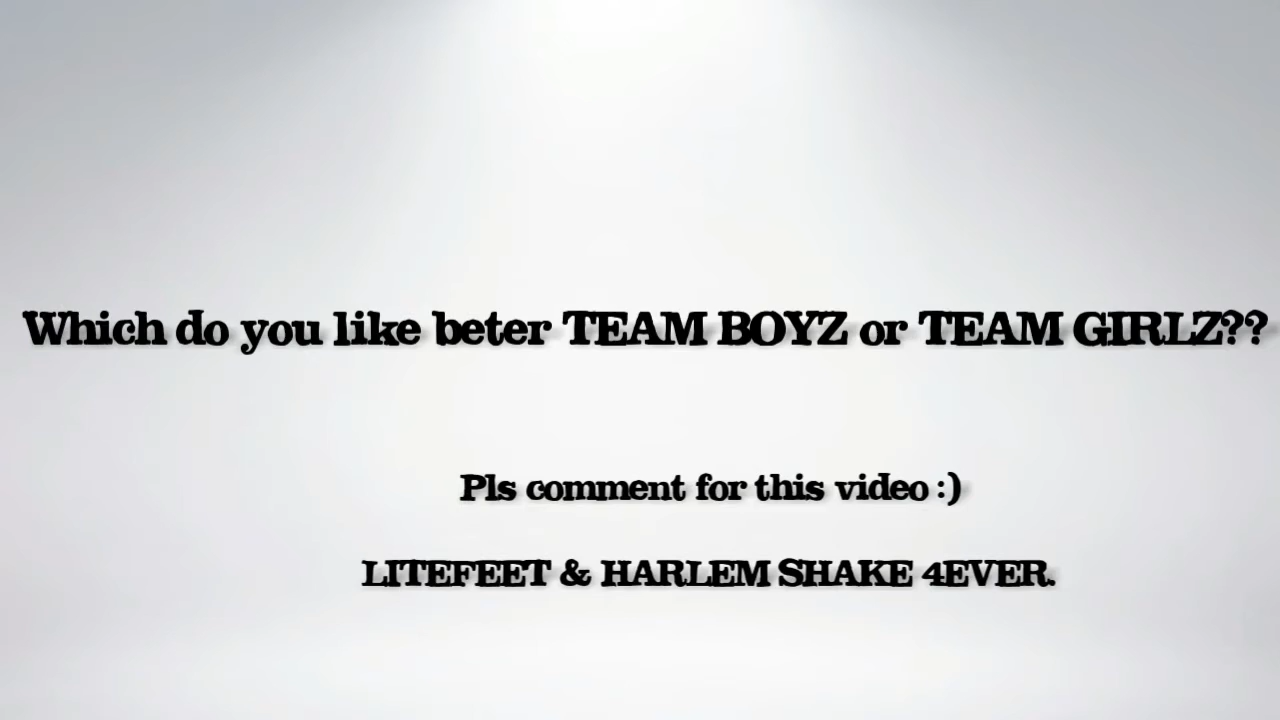 Which do you like beter TEAM BOYZ or TEAM GIRLZ??
Pls comment for this video :)
LITEFEET & HARLEM SHAKE 4EVER.